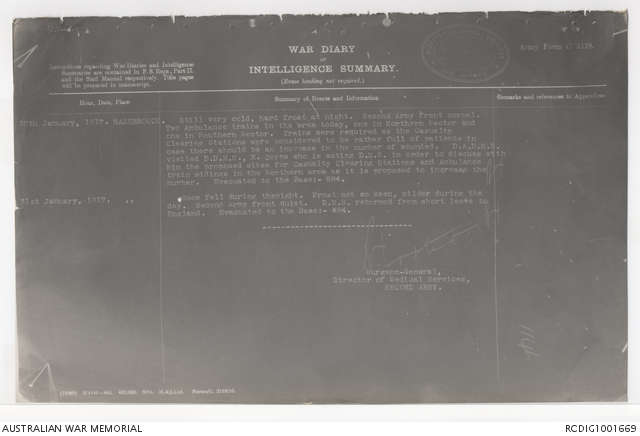 WAR DIARY
or
INTELLIGENCE SUMMARY.
(Erase heading not required.)
Army Form C. 2118.
Instructions regarding War Diaries and Intelligence
Summaries are contained in F. S. Regs., Part II.
and the Staff Manual respectively. Title pages
will be prepared in manuscript.
Hour, Date, Place
Summary of Events and Information
Remarks and references to Appendices
30th January, 1917. HAZEBROUCK. Still very cold, hard frost at night. Second Army Front normal.
Two Ambulance trains in the area today, one in Northern Sector and
one in Southern Sector. Trains were required as the Casualty
Clearing Stations were considered to be rather full of patients in
case there should be an increase in the number of wounded. D.A.D.M.S.
visited D.D.M.S., X. Corps who is acting D.M.S. in order to discuss with
him the proposed sites for Casualty Clearing Stations and Ambulance
train sidings in the Northern area as it is proposed to increase the
number. Evacuated to the Base:- 894.
31st January, 1917. Snow fell during the night. Frost not so keen, milder during the
day. Second Army front quiet. D.M.S. returned from short leave to
England. Evacuated to the Base:- 294.
Surgeon-General,
Director of Medical Services,
SECOND ARMY.
AUSTRALIAN WAR MEMORIAL
RCDIG1001669